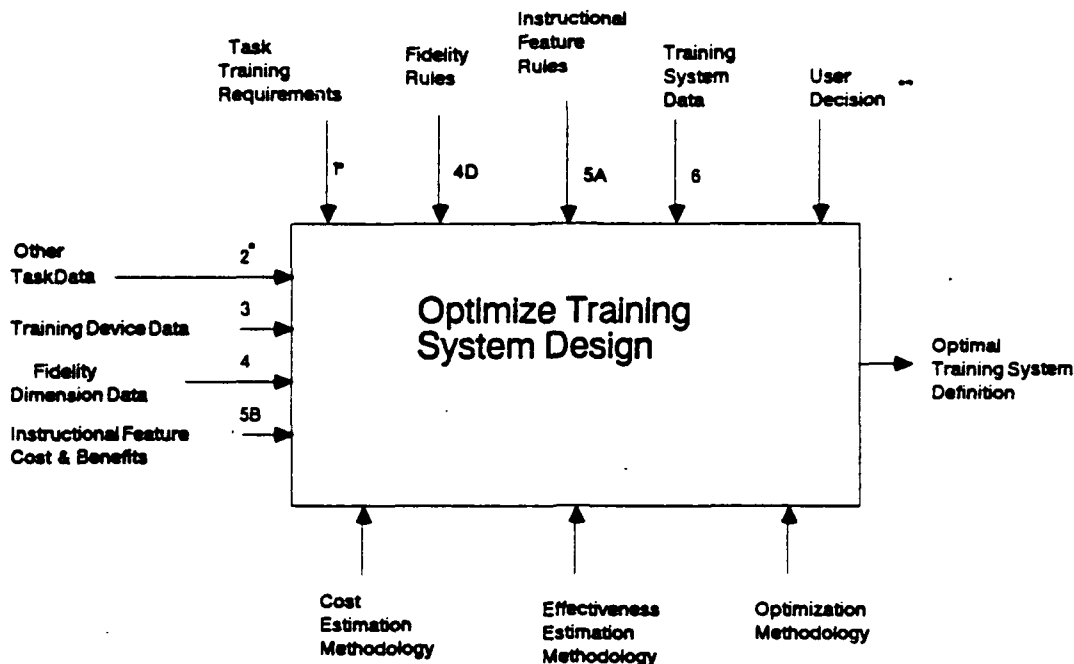 Task
Training
Requirements
Fidelity
Rules
Instructional
Feature
Rules
Training
System
Data
User
Decision **
1*
4D
5A
6
Other
TaskData
2*
Training Device Data
3
Fidelity
Dimension Data
4
Instructional Feature
Cost & Benefits
5B
Optimize Training
System Design
Optimal
Training System
Definition
Cost
Estimation
Methodology
Effectiveness
Estimation
Methodology
Optimization
Methodology